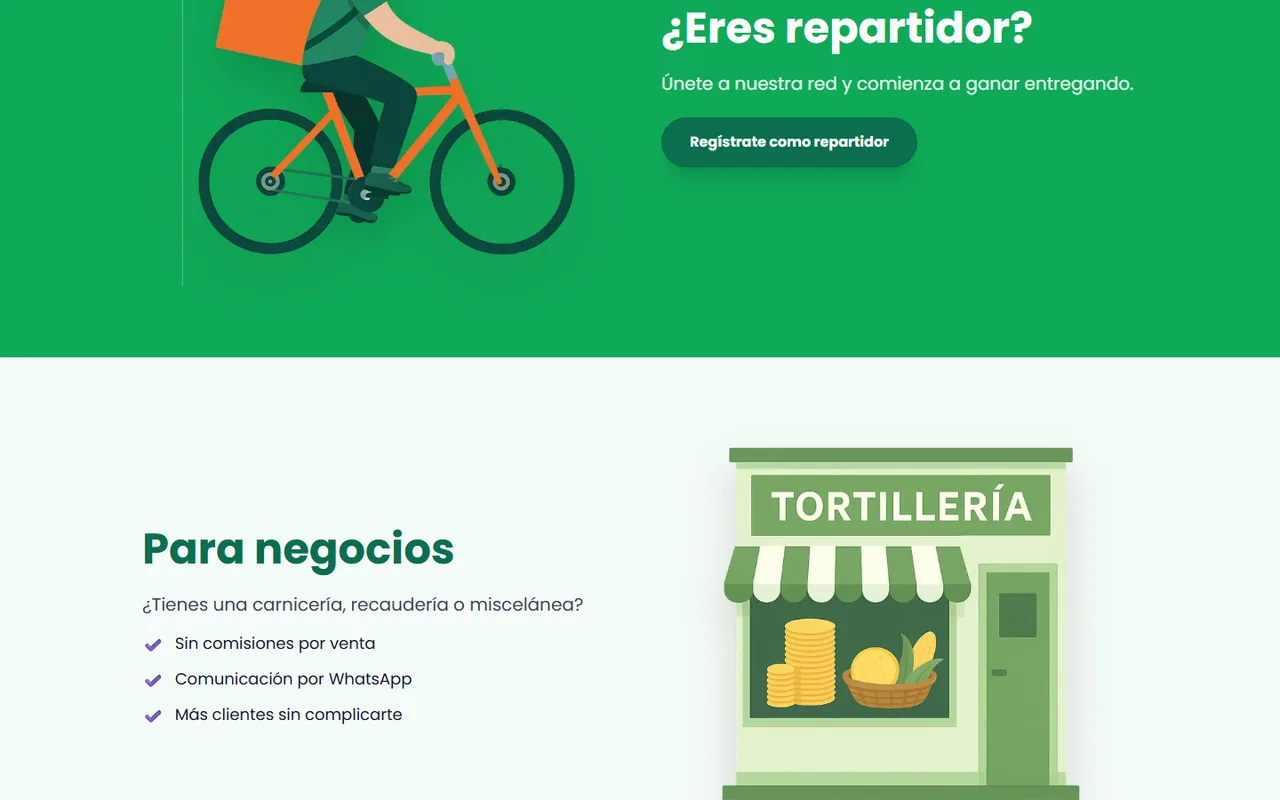 ¿Eres repartidor?
Únete a nuestra red y comienza a ganar entregando.
Regístrate como repartidor
Para negocios
¿Tienes una carnicería, recaudería o miscelánea?
Sin comisiones por venta
Comunicación por WhatsApp
Más clientes sin complicarte
TORTILLERÍA